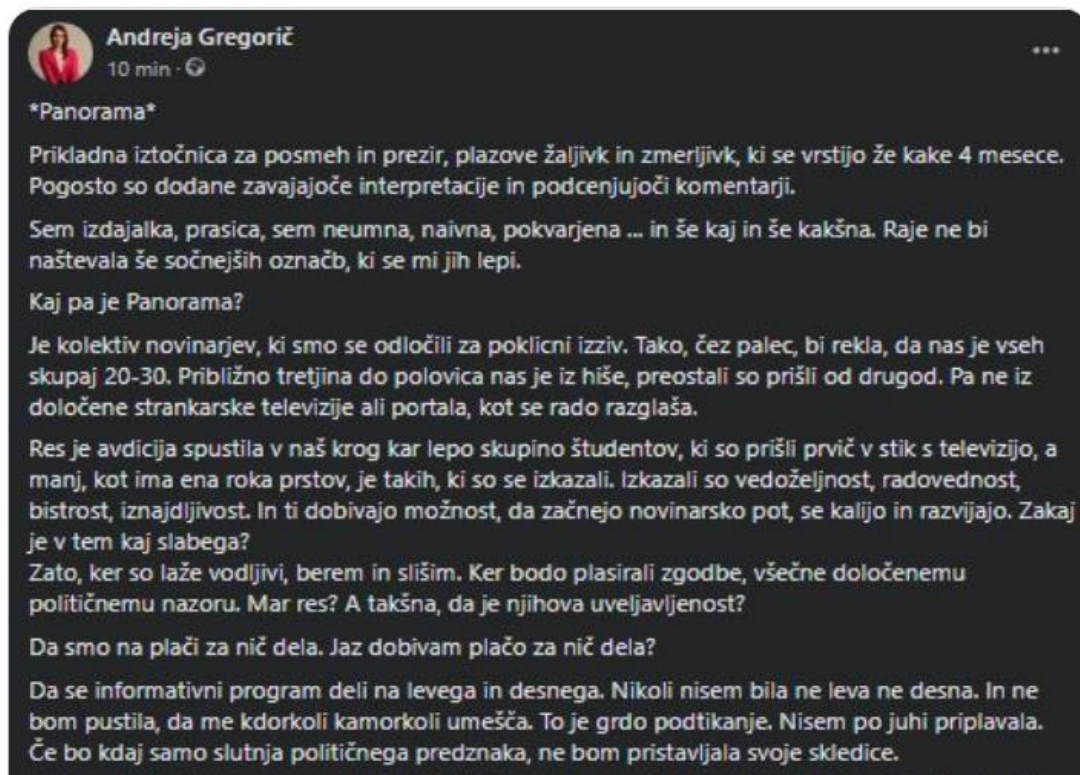 Andreja Gregorič
10 min ·
*Panorama*
Prikladna iztočnica za posmeh in prezir, plazove žaljivk in zmerljivk, ki se vrstijo že kake 4 mesece.
Pogosto so dodane zavajajoče interpretacije in podcenjujoči komentarji.
Sem izdajalka, prasica, sem neumna, naivna, pokvarjena ... in še kaj in še kakšna. Raje ne bi
naštevala še sočnejših označb, ki se mi jih lepi.
Kaj pa je Panorama?
Je kolektiv novinarjev, ki smo se odločili za poklicni izziv. Tako, čez palec, bi rekla, da nas je vseh
skupaj 20-30. Približno tretjina do polovica nas je iz hiše, preostali so prišli od drugod. Pa ne iz
določene strankarske televizije ali portala, kot se rado razglaša.
Res je avdicija spustila v naš krog kar lepo skupino študentov, ki so prišli prvič v stik s televizijo, a
manj, kot ima ena roka prstov, je takih, ki so se izkazali. Izkazali so vedoželjnost, radovednost,
bistrost, iznajdljivost. In ti dobivajo možnost, da začnejo novinarsko pot, se kalijo in razvijajo. Zakaj
je v tem kaj slabega?
Zato, ker so laže vodljivi, berem in slišim. Ker bodo plasirali zgodbe, všečne določenemu
političnemu nazoru. Mar res? A takšna, da je njihova uveljavljenost?
Da smo na plači za nič dela. Jaz dobivam plačo za nič dela?
Da se informativni program deli na levega in desnega. Nikoli nisem bila ne leva ne desna. In ne
bom pustila, da me kdorkoli kamorkoli umešča. To je grdo podtikanje. Nisem po juhi priplavala.
Če bo kdaj samo slutnja političnega predznaka, ne bom pristavljala svoje skledice.